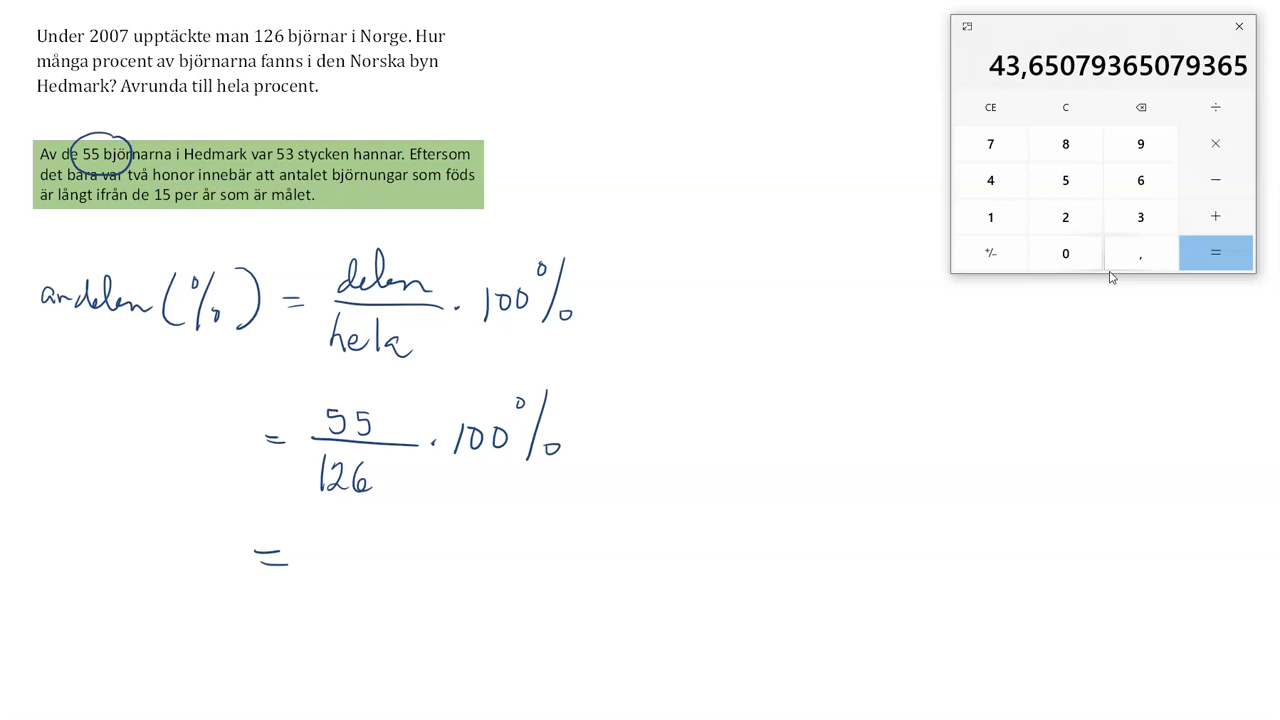 Under 2007 upptäckte man 126 björnar i Norge. Hur
många procent av björnarna fanns i den Norska byn
Hedmark? Avrunda till hela procent.
Av de 55 björnarna i Hedmark var 53 stycken hannar. Eftersom
det bara var två honor innebär att antalet björnungar som föds
är långt ifrån de 15 per år som är målet.
andelen (%) = delen / hela · 100 %
= 55 / 126 · 100 %
=
43,65079365079365
CE C ⌫ ÷
7 8 9 ×
4 5 6 −
1 2 3 +
+/− 0 , =